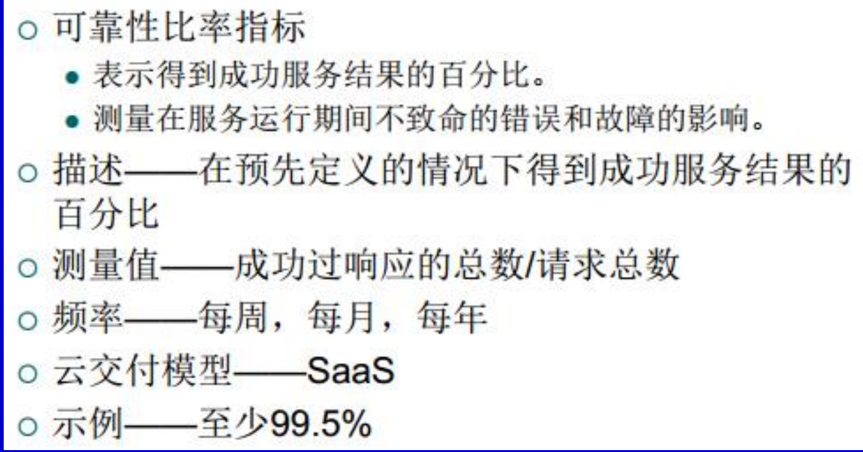 可靠性比率指标
表示得到成功服务结果的百分比。
测量在服务运行期间不致命的错误和故障的影响。
描述——在预先定义的情况下得到成功服务结果的
百分比
测量值——成功过响应的总数/请求总数
频率——每周，每月，每年
云交付模型——SaaS
示例——至少99.5%